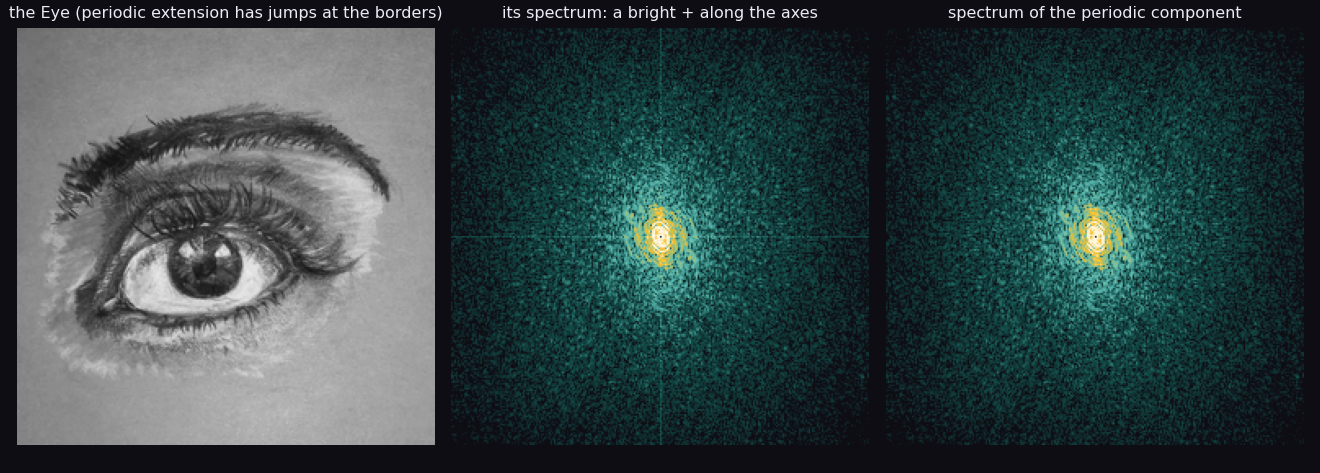 the Eye (periodic extension has jumps at the borders)
its spectrum: a bright + along the axes
spectrum of the periodic component